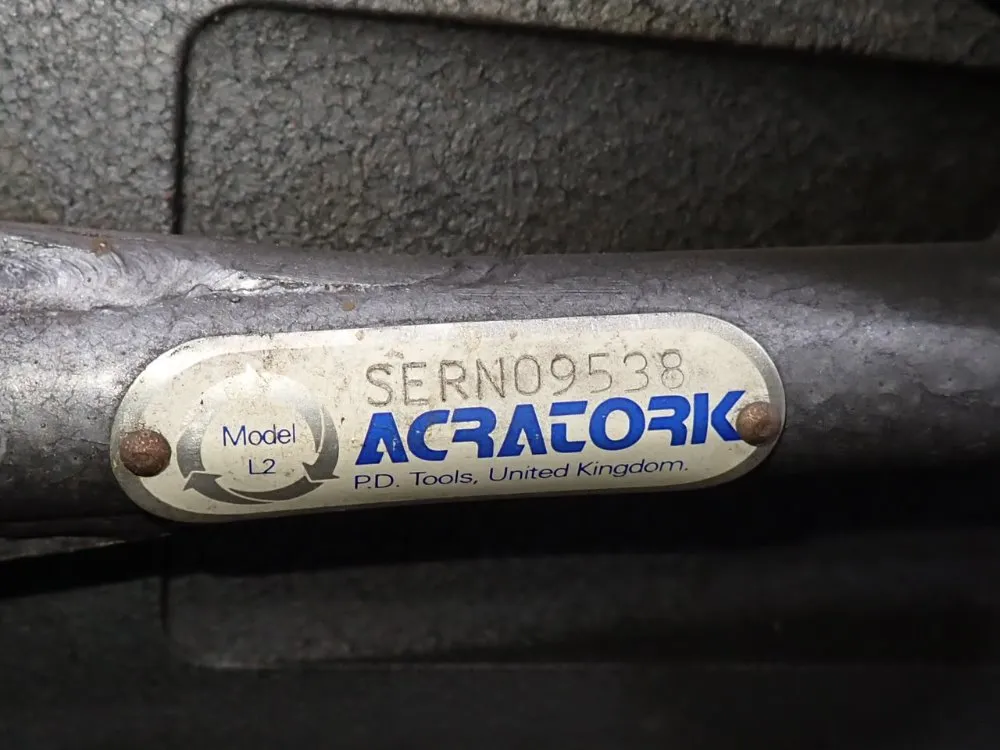 Model
L2
SERN09538
ACRATORK
P.D. Tools, United Kingdom.